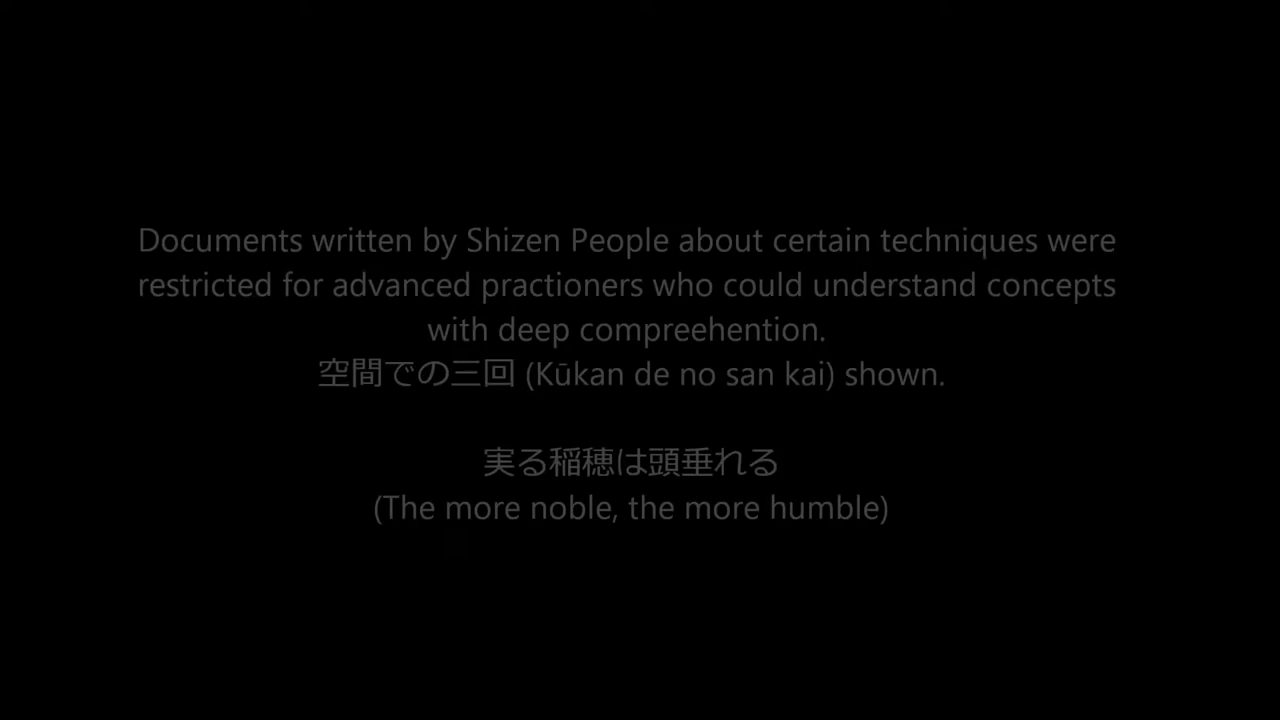 Documents written by Shizen People about certain techniques were
restricted for advanced practioners who could understand concepts
with deep compreehention.
空間での三回 (Kūkan de no san kai) shown.
実る稲穂は頭垂れる
(The more noble, the more humble)